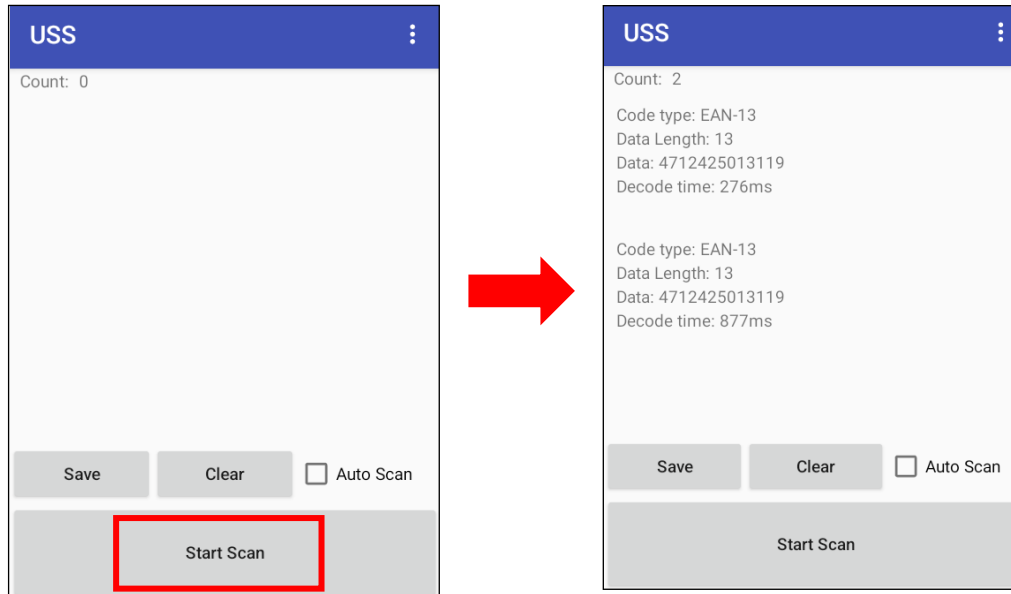 USS
Count: 0
Save
Clear
Auto Scan
Start Scan
USS
Count: 2
Code type: EAN-13
Data Length: 13
Data: 4712425013119
Decode time: 276ms
Code type: EAN-13
Data Length: 13
Data: 4712425013119
Decode time: 877ms
Save
Clear
Auto Scan
Start Scan